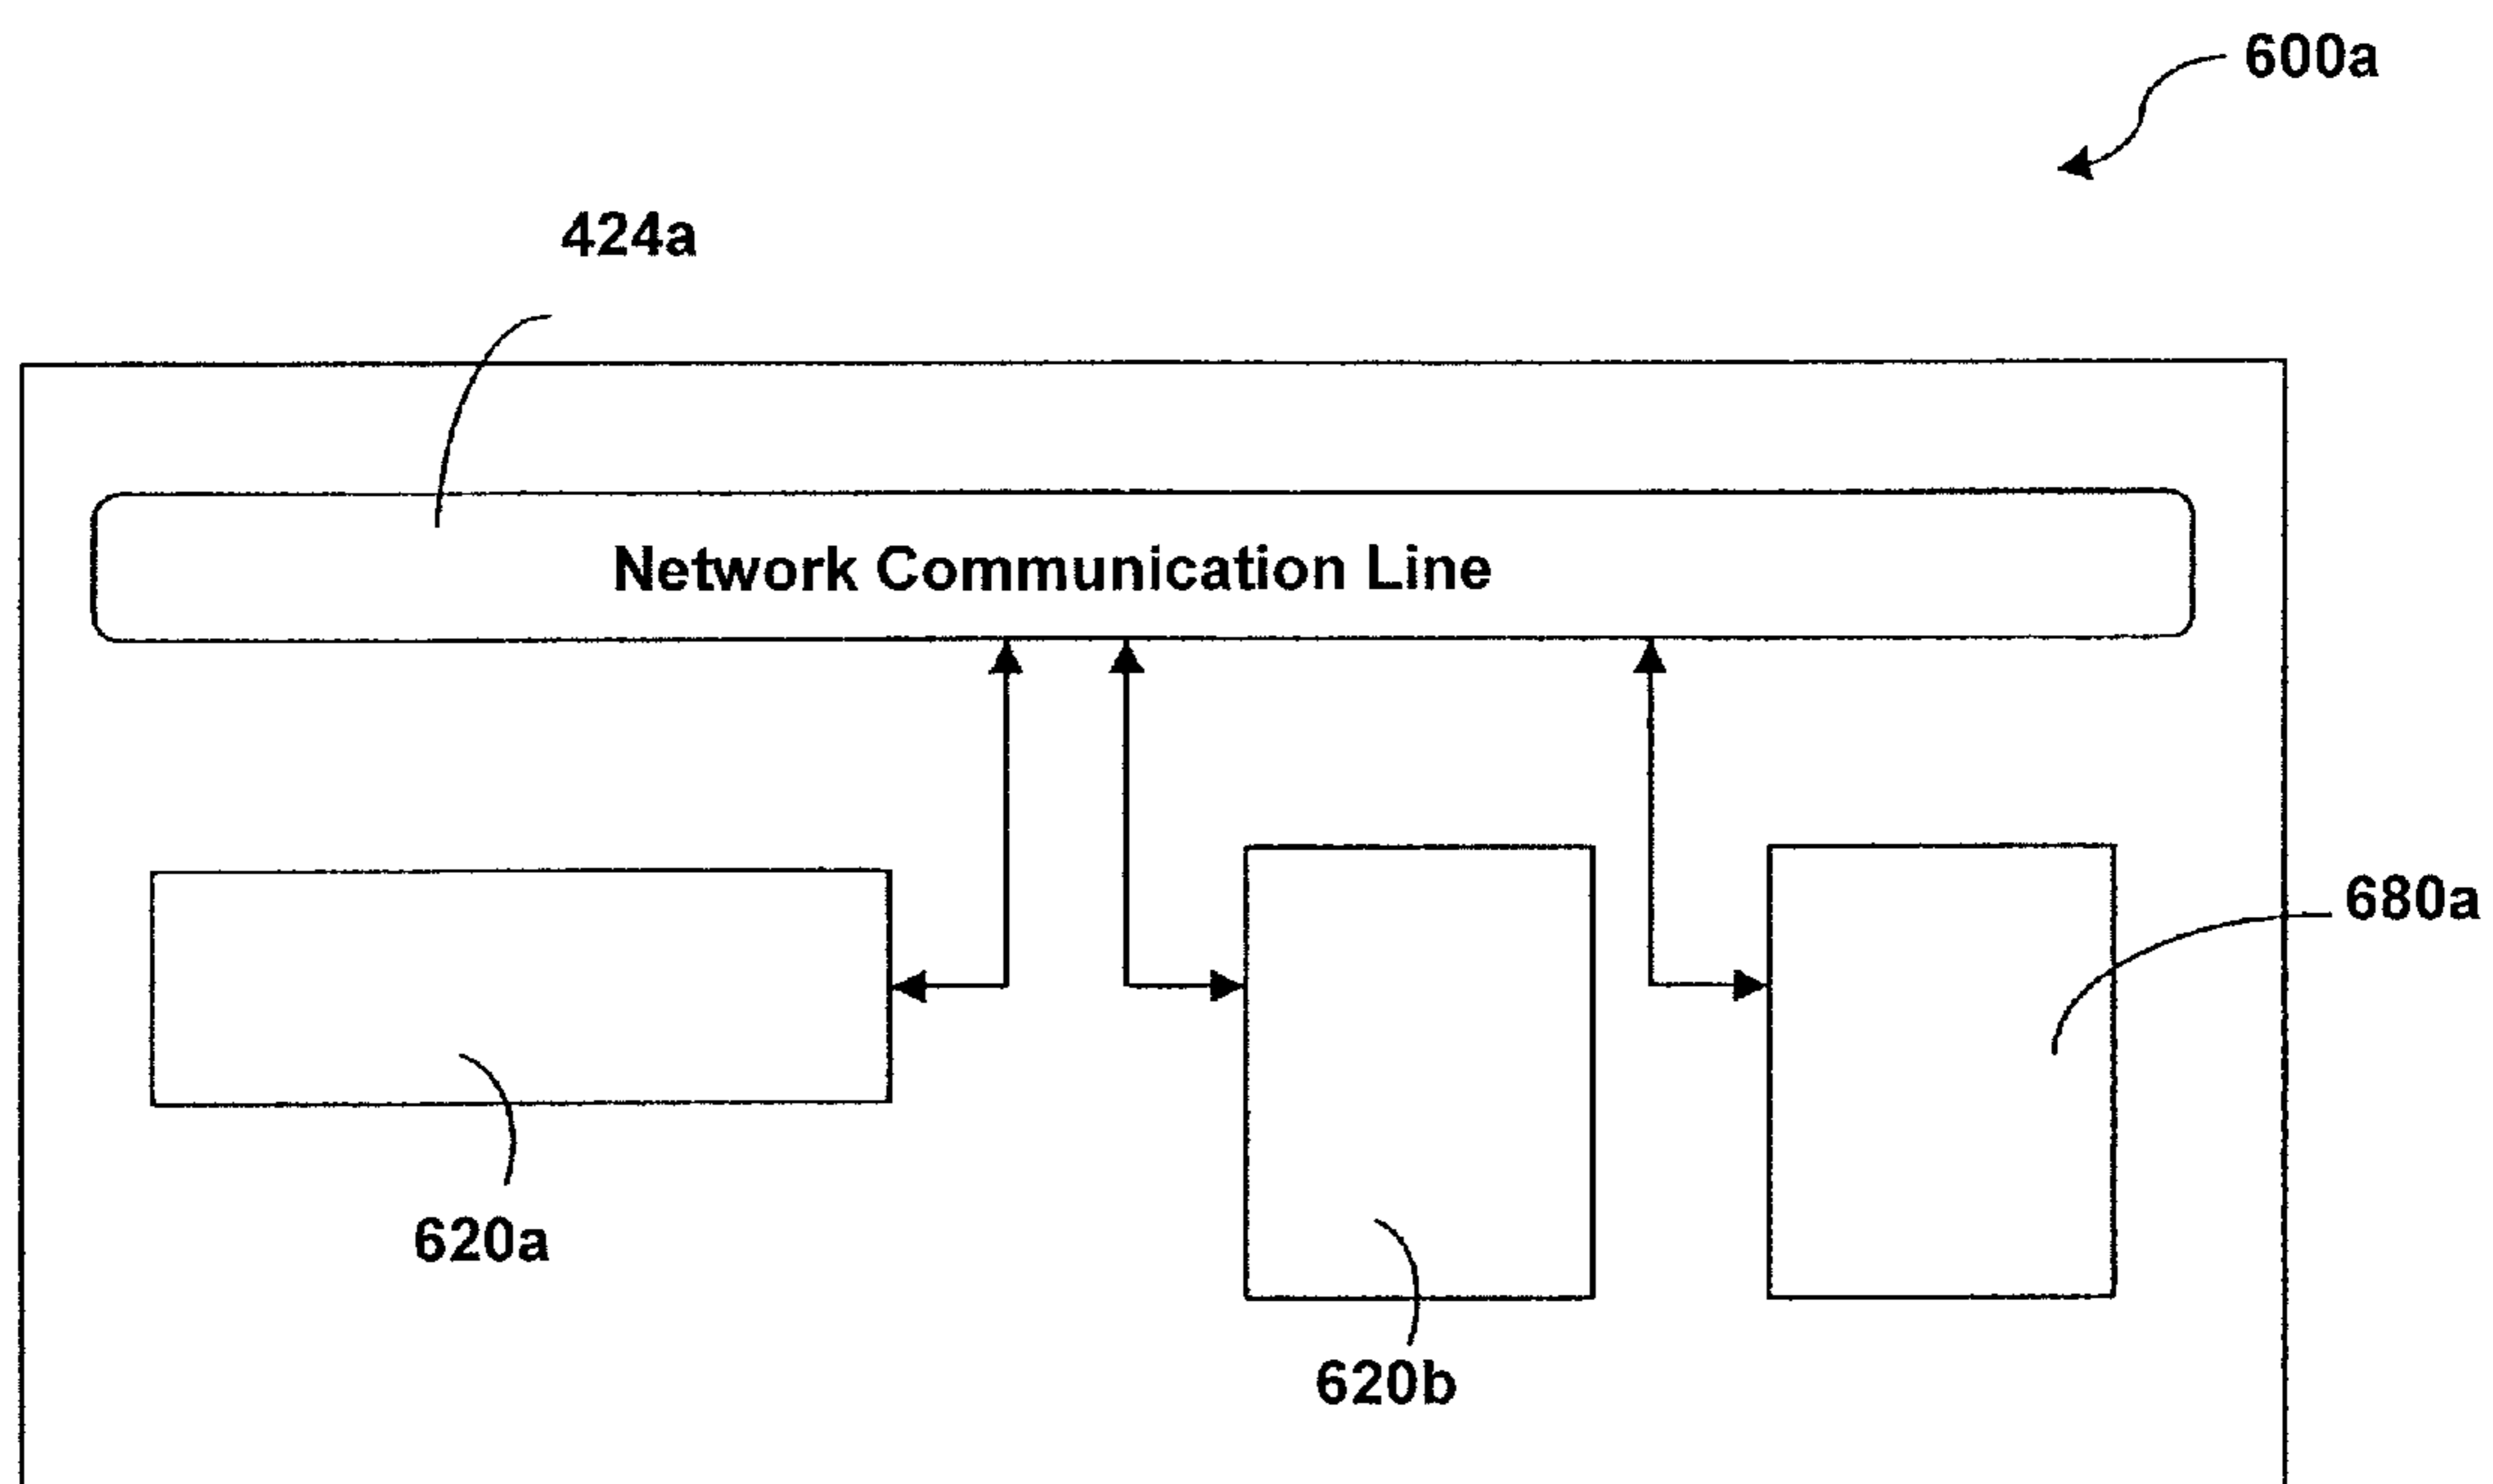 600a
424a
Network Communication Line
680a
620a
620b